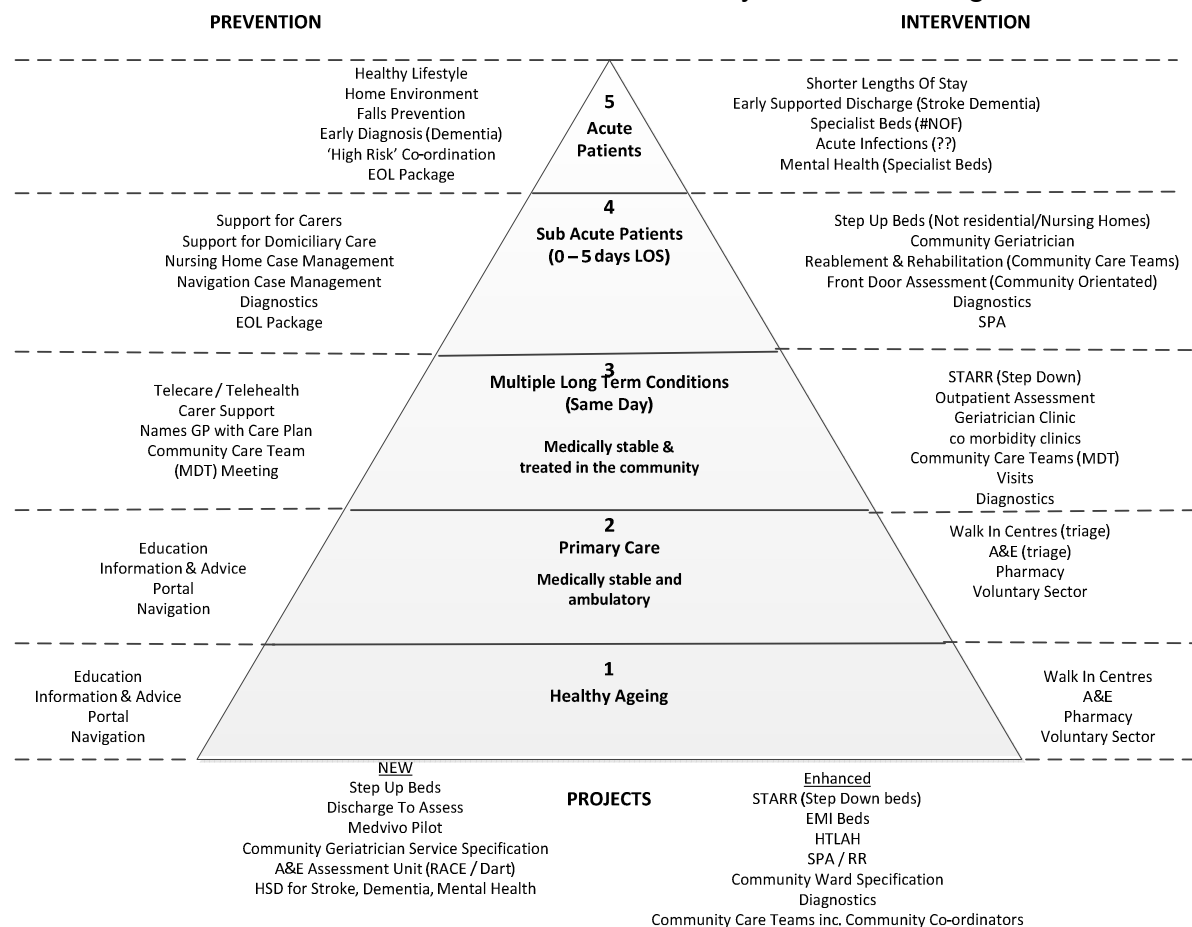 PREVENTION
INTERVENTION
Healthy Lifestyle
Home Environment
Falls Prevention
Early Diagnosis (Dementia)
‘High Risk’ Co-ordination
EOL Package
5
Acute
Patients
Shorter Lengths Of Stay
Early Supported Discharge (Stroke Dementia)
Specialist Beds (#NOF)
Acute Infections (??)
Mental Health (Specialist Beds)
Support for Carers
Support for Domiciliary Care
Nursing Home Case Management
Navigation Case Management
Diagnostics
EOL Package
4
Sub Acute Patients
(0 – 5 days LOS)
Step Up Beds (Not residential/Nursing Homes)
Community Geriatrician
Reablement & Rehabilitation (Community Care Teams)
Front Door Assessment (Community Orientated)
Diagnostics
SPA
Telecare / Telehealth
Carer Support
Names GP with Care Plan
Community Care Team
(MDT) Meeting
3
Multiple Long Term Conditions
(Same Day)
Medically stable &
treated in the community
STARR (Step Down)
Outpatient Assessment
Geriatrician Clinic
co morbidity clinics
Community Care Teams (MDT)
Visits
Diagnostics
Education
Information & Advice
Portal
Navigation
2
Primary Care
Medically stable and
ambulatory
Walk In Centres (triage)
A&E (triage)
Pharmacy
Voluntary Sector
Education
Information & Advice
Portal
Navigation
1
Healthy Ageing
Walk In Centres
A&E
Pharmacy
Voluntary Sector
NEW
Step Up Beds
Discharge To Assess
Medvivo Pilot
Community Geriatrician Service Specification
A&E Assessment Unit (RACE / Dart)
HSD for Stroke, Dementia, Mental Health
PROJECTS
Enhanced
STARR (Step Down beds)
EMI Beds
HTLAH
SPA / RR
Community Ward Specification
Diagnostics
Community Care Teams inc. Community Co-ordinators